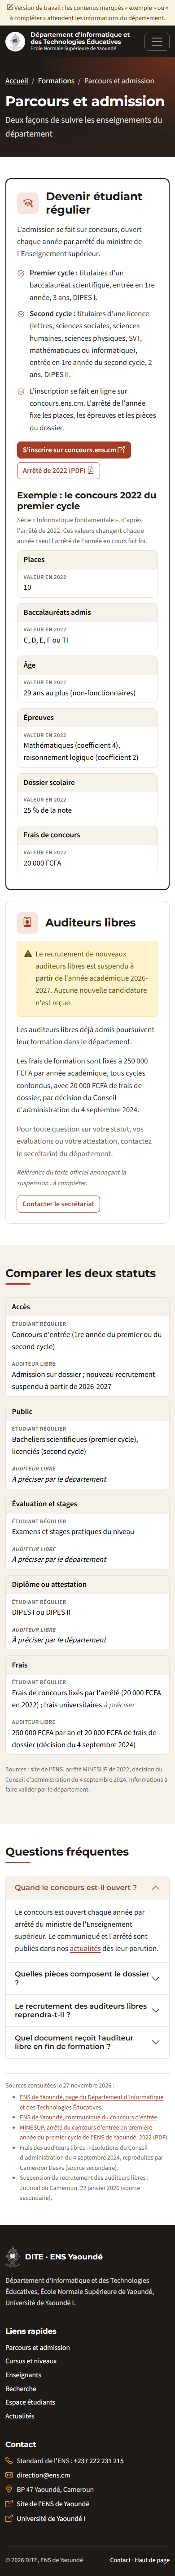 Version de travail : les contenus marqués « exemple » ou «
à compléter » attendent les informations du département.
Département d'Informatique et
des Technologies Éducatives
École Normale Supérieure de Yaoundé
Accueil / Formations / Parcours et admission
Parcours et admission
Deux façons de suivre les enseignements du
département
Devenir étudiant
régulier
L'admission se fait sur concours, ouvert
chaque année par arrêté du ministre de
l'Enseignement supérieur.
Premier cycle : titulaires d'un
baccalauréat scientifique, entrée en 1re
année, 3 ans, DIPES I.
Second cycle : titulaires d'une licence
(lettres, sciences sociales, sciences
humaines, sciences physiques, SVT,
mathématiques ou informatique),
entrée en 1re année du second cycle, 2
ans, DIPES II.
L'inscription se fait en ligne sur
concours.ens.cm. L'arrêté de l'année
fixe les places, les épreuves et les pièces
du dossier.
S'inscrire sur concours.ens.cm
Arrêté de 2022 (PDF)
Exemple : le concours 2022 du
premier cycle
Série « Informatique fondamentale », d'après
l'arrêté de 2022. Ces valeurs changent chaque
année : seul l'arrêté de l'année en cours fait foi.
Places
VALEUR EN 2022
10
Baccalauréats admis
VALEUR EN 2022
C, D, E, F ou TI
Âge
VALEUR EN 2022
29 ans au plus (non-fonctionnaires)
Épreuves
VALEUR EN 2022
Mathématiques (coefficient 4),
raisonnement logique (coefficient 2)
Dossier scolaire
VALEUR EN 2022
25 % de la note
Frais de concours
VALEUR EN 2022
20 000 FCFA
Auditeurs libres
Le recrutement de nouveaux
auditeurs libres est suspendu à
partir de l'année académique 2026-
2027. Aucune nouvelle candidature
n'est reçue.
Les auditeurs libres déjà admis poursuivent
leur formation dans le département.
Les frais de formation sont fixés à 250 000
FCFA par année académique, tous cycles
confondus, avec 20 000 FCFA de frais de
dossier, par décision du Conseil
d'administration du 4 septembre 2024.
Pour toute question sur votre statut, vos
évaluations ou votre attestation, contactez
le secrétariat du département.
Référence du texte officiel annonçant la
suspension : à compléter.
Contacter le secrétariat
Comparer les deux statuts
Accès
ÉTUDIANT RÉGULIER
Concours d'entrée (1re année du premier ou du
second cycle)
AUDITEUR LIBRE
Admission sur dossier ; nouveau recrutement
suspendu à partir de 2026-2027
Public
ÉTUDIANT RÉGULIER
Bacheliers scientifiques (premier cycle),
licenciés (second cycle)
AUDITEUR LIBRE
À préciser par le département
Évaluation et stages
ÉTUDIANT RÉGULIER
Examens et stages pratiques du niveau
AUDITEUR LIBRE
À préciser par le département
Diplôme ou attestation
ÉTUDIANT RÉGULIER
DIPES I ou DIPES II
AUDITEUR LIBRE
À préciser par le département
Frais
ÉTUDIANT RÉGULIER
Frais de concours fixés par l'arrêté (20 000 FCFA
en 2022) ; frais universitaires à préciser
AUDITEUR LIBRE
250 000 FCFA par an et 20 000 FCFA de frais de
dossier (décision du 4 septembre 2024)
Sources : site de l'ENS, arrêté MINESUP de 2022, décision du
Conseil d'administration du 4 septembre 2024. Informations à
faire valider par le département.
Questions fréquentes
Quand le concours est-il ouvert ?
Le concours est ouvert chaque année par
arrêté du ministre de l'Enseignement
supérieur. Le communiqué et l'arrêté sont
publiés dans nos actualités dès leur parution.
Quelles pièces composent le dossier
?
Le recrutement des auditeurs libres
reprendra-t-il ?
Quel document reçoit l'auditeur
libre en fin de formation ?
Sources consultées le 27 novembre 2026 :
ENS de Yaoundé, page du Département d'Informatique
et des Technologies Éducatives
ENS de Yaoundé, communiqué du concours d'entrée
MINESUP, arrêté du concours d'entrée en première
année du premier cycle de l'ENS de Yaoundé, 2022 (PDF)
Frais des auditeurs libres : résolutions du Conseil
d'administration du 4 septembre 2024, reproduites par
Cameroon Desks (source secondaire).
Suspension du recrutement des auditeurs libres :
Journal du Cameroun, 22 janvier 2026 (source
secondaire).
DITE · ENS Yaoundé
Département d'Informatique et des Technologies
Éducatives, École Normale Supérieure de Yaoundé,
Université de Yaoundé I.
Liens rapides
Parcours et admission
Cursus et niveaux
Enseignants
Recherche
Espace étudiants
Actualités
Contact
Standard de l'ENS : +237 222 231 215
direction@ens.cm
BP 47 Yaoundé, Cameroun
Site de l'ENS de Yaoundé
Université de Yaoundé I
© 2026 DITE, ENS de Yaoundé
Contact · Haut de page